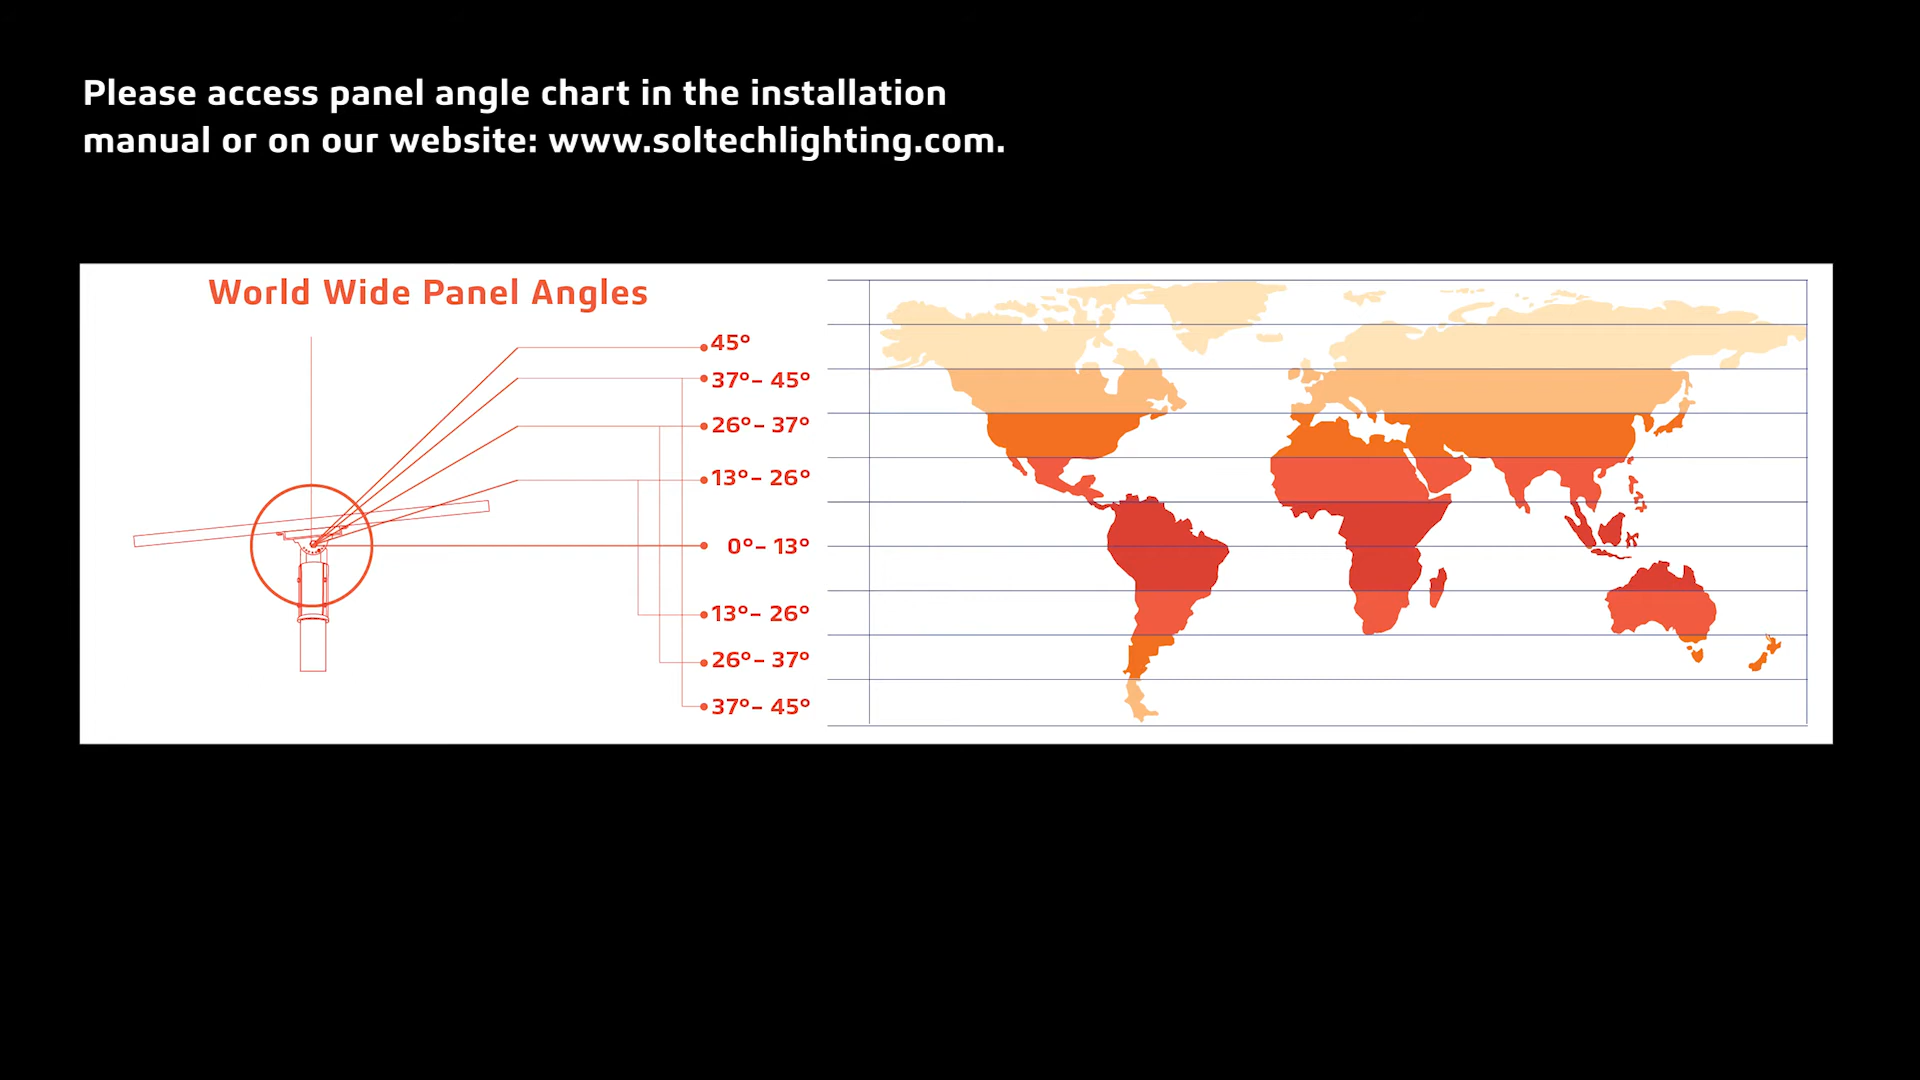 Please access panel angle chart in the installation
manual or on our website: www.soltechlighting.com.
World Wide Panel Angles
45°
37°– 45°
26°– 37°
13°– 26°
0°– 13°
13°– 26°
26°– 37°
37°– 45°